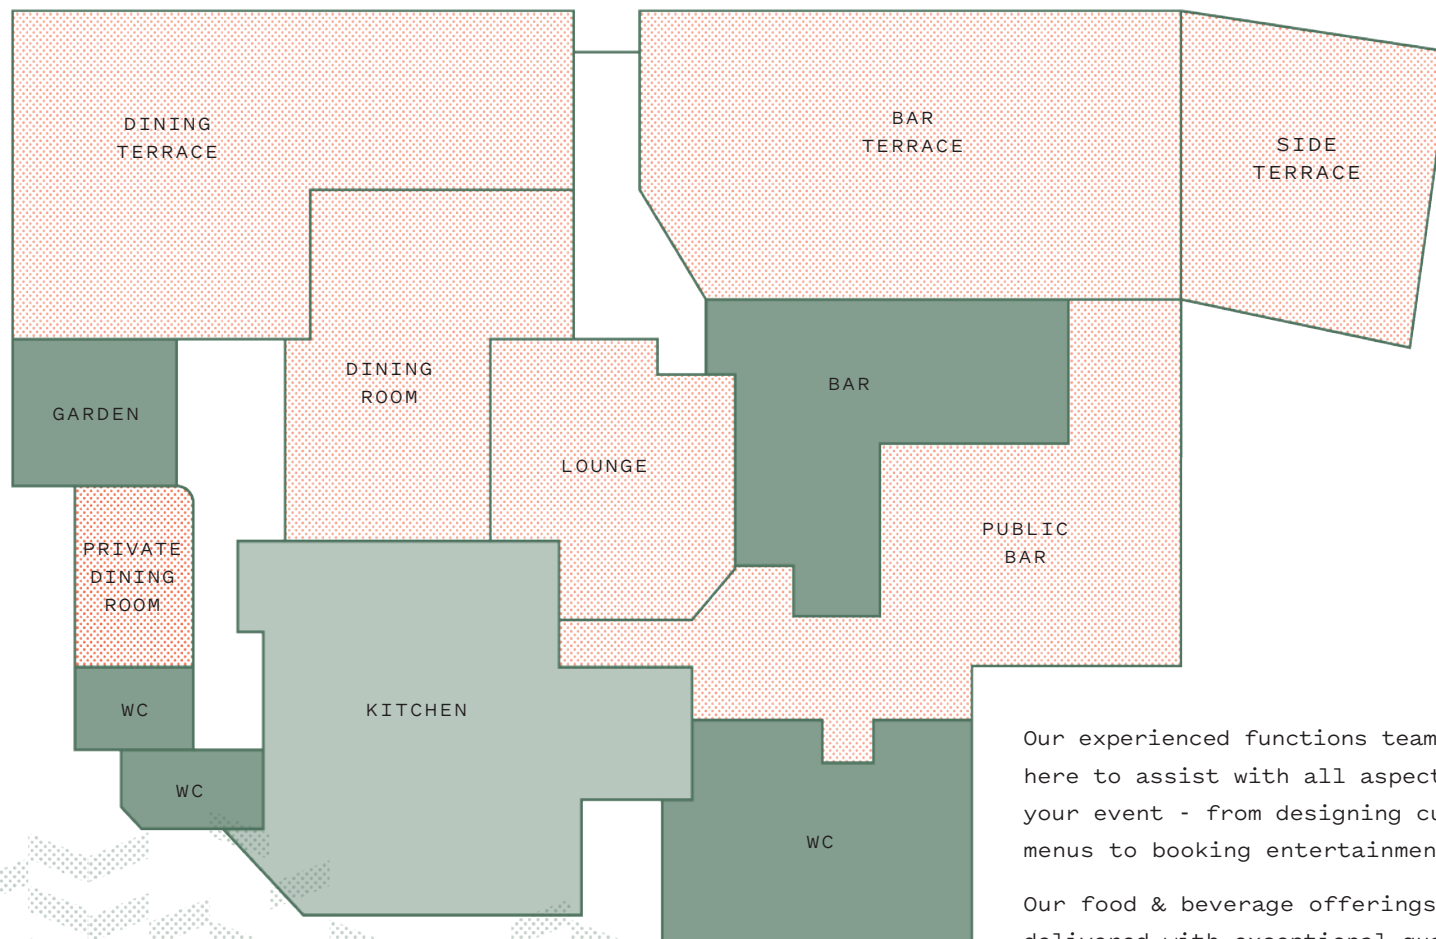 DINING
TERRACE
BAR
TERRACE
SIDE
TERRACE
DINING
ROOM
BAR
GARDEN
LOUNGE
PUBLIC
BAR
PRIVATE
DINING
ROOM
WC
KITCHEN
WC
WC
Our experienced functions team
here to assist with all aspect
your event - from designing cu
menus to booking entertainmen
Our food & beverage offerings